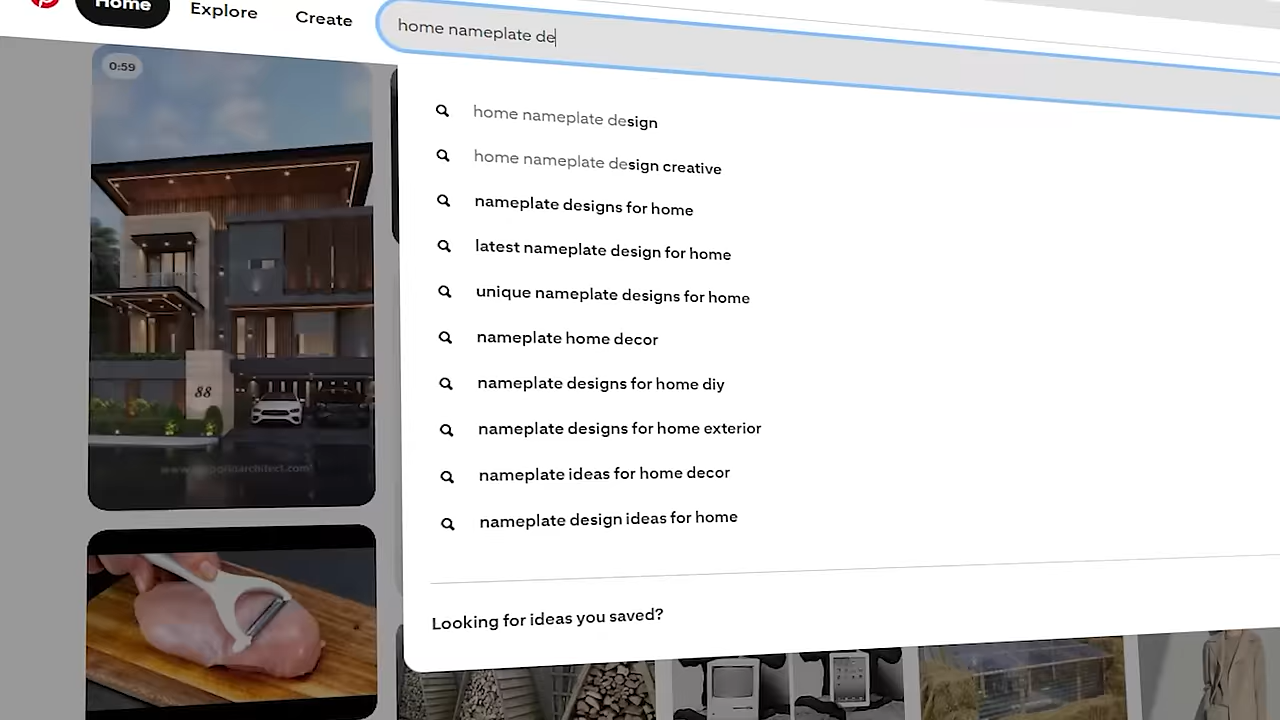 Home
Explore
Create
home nameplate de
0:59
home nameplate design
home nameplate design creative
nameplate designs for home
latest nameplate design for home
unique nameplate designs for home
nameplate home decor
nameplate designs for home diy
nameplate designs for home exterior
nameplate ideas for home decor
nameplate design ideas for home
88
Looking for ideas you saved?